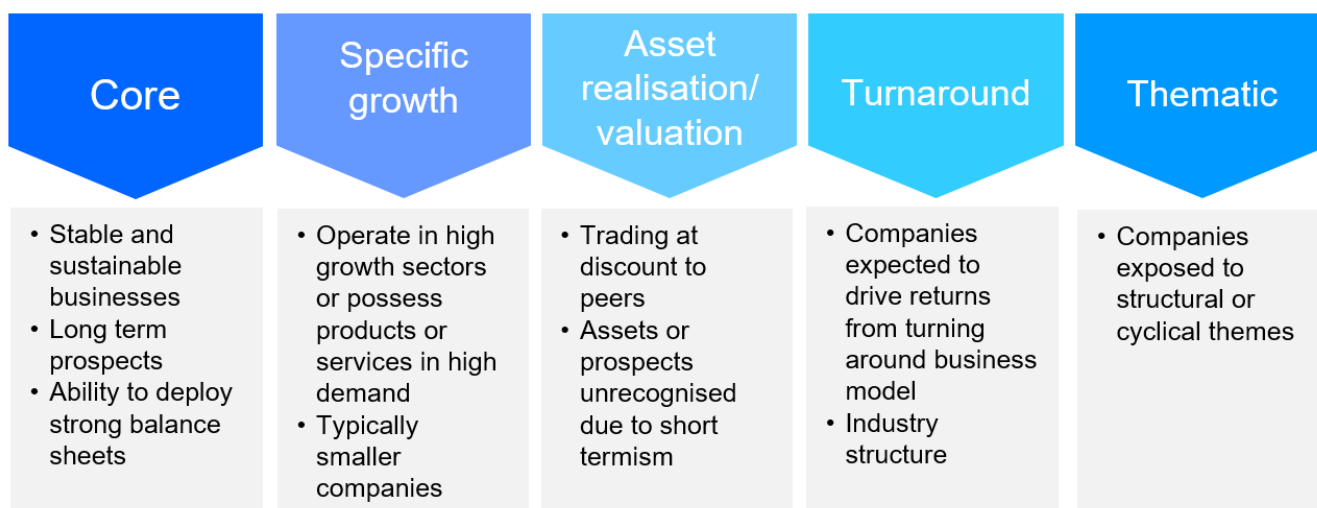 Core
• Stable and
sustainable
businesses
• Long term
prospects
• Ability to deploy
strong balance
sheets
Specific
growth
• Operate in high
growth sectors
or possess
products or
services in high
demand
• Typically
smaller
companies
Asset
realisation/
valuation
• Trading at
discount to
peers
• Assets or
prospects
unrecognised
due to short
termism
Turnaround
• Companies
expected to
drive returns
from turning
around business
model
• Industry
structure
Thematic
• Companies
exposed to
structural or
cyclical themes